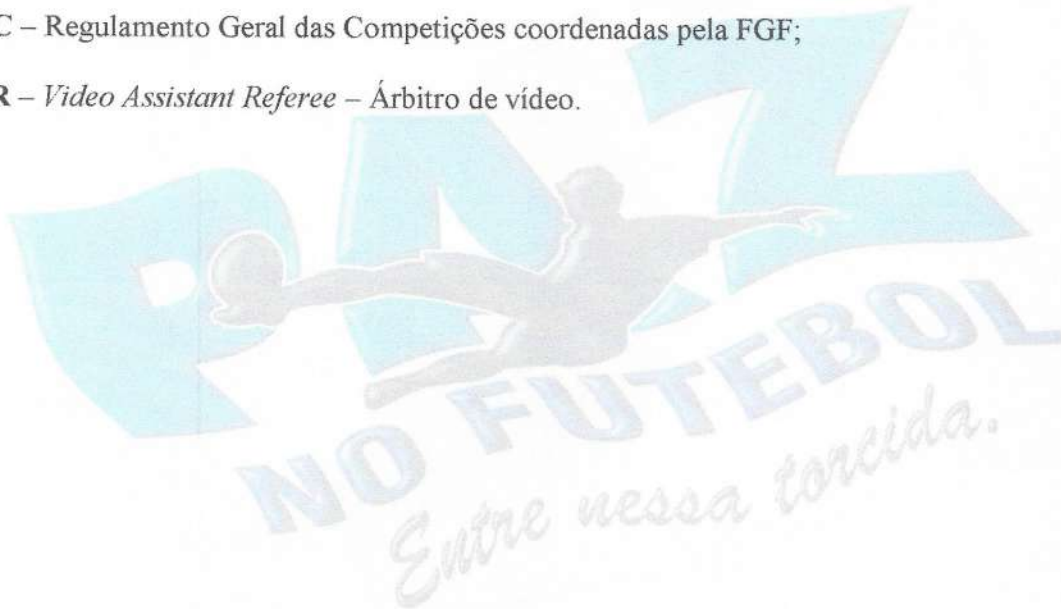 C – Regulamento Geral das Competições coordenadas pela FGF;
R – Video Assistant Referee – Árbitro de vídeo.
PAZ
NO FUTEBOL
Entre nessa torcida.